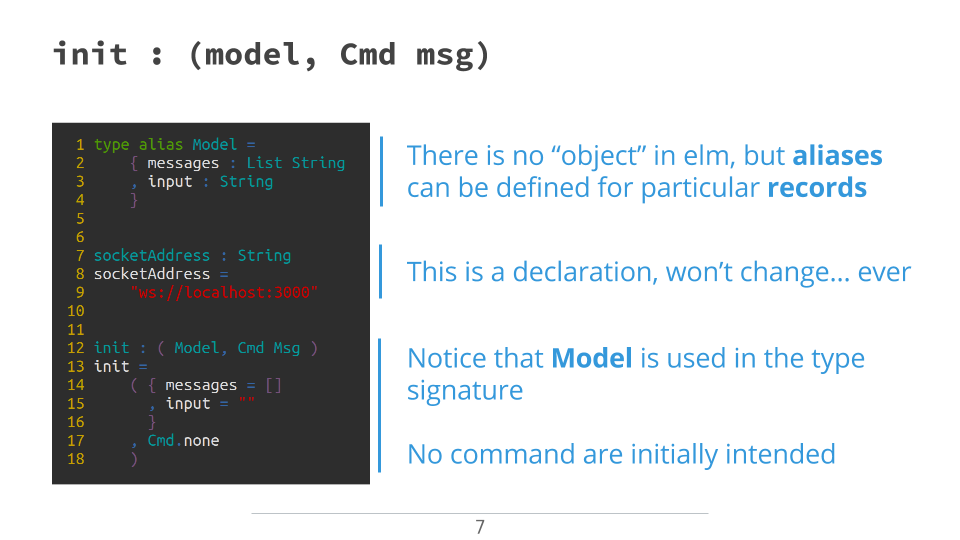 init : (model, Cmd msg)
1 type alias Model =
2     { messages : List String
3     , input : String
4     }
5
6
7 socketAddress : String
8 socketAddress =
9     "ws://localhost:3000"
10
11
12 init : ( Model, Cmd Msg )
13 init =
14     ( { messages = []
15       , input = ""
16       }
17     , Cmd.none
18     )
There is no “object” in elm, but aliases
can be defined for particular records
This is a declaration, won’t change... ever
Notice that Model is used in the type
signature
No command are initially intended
7